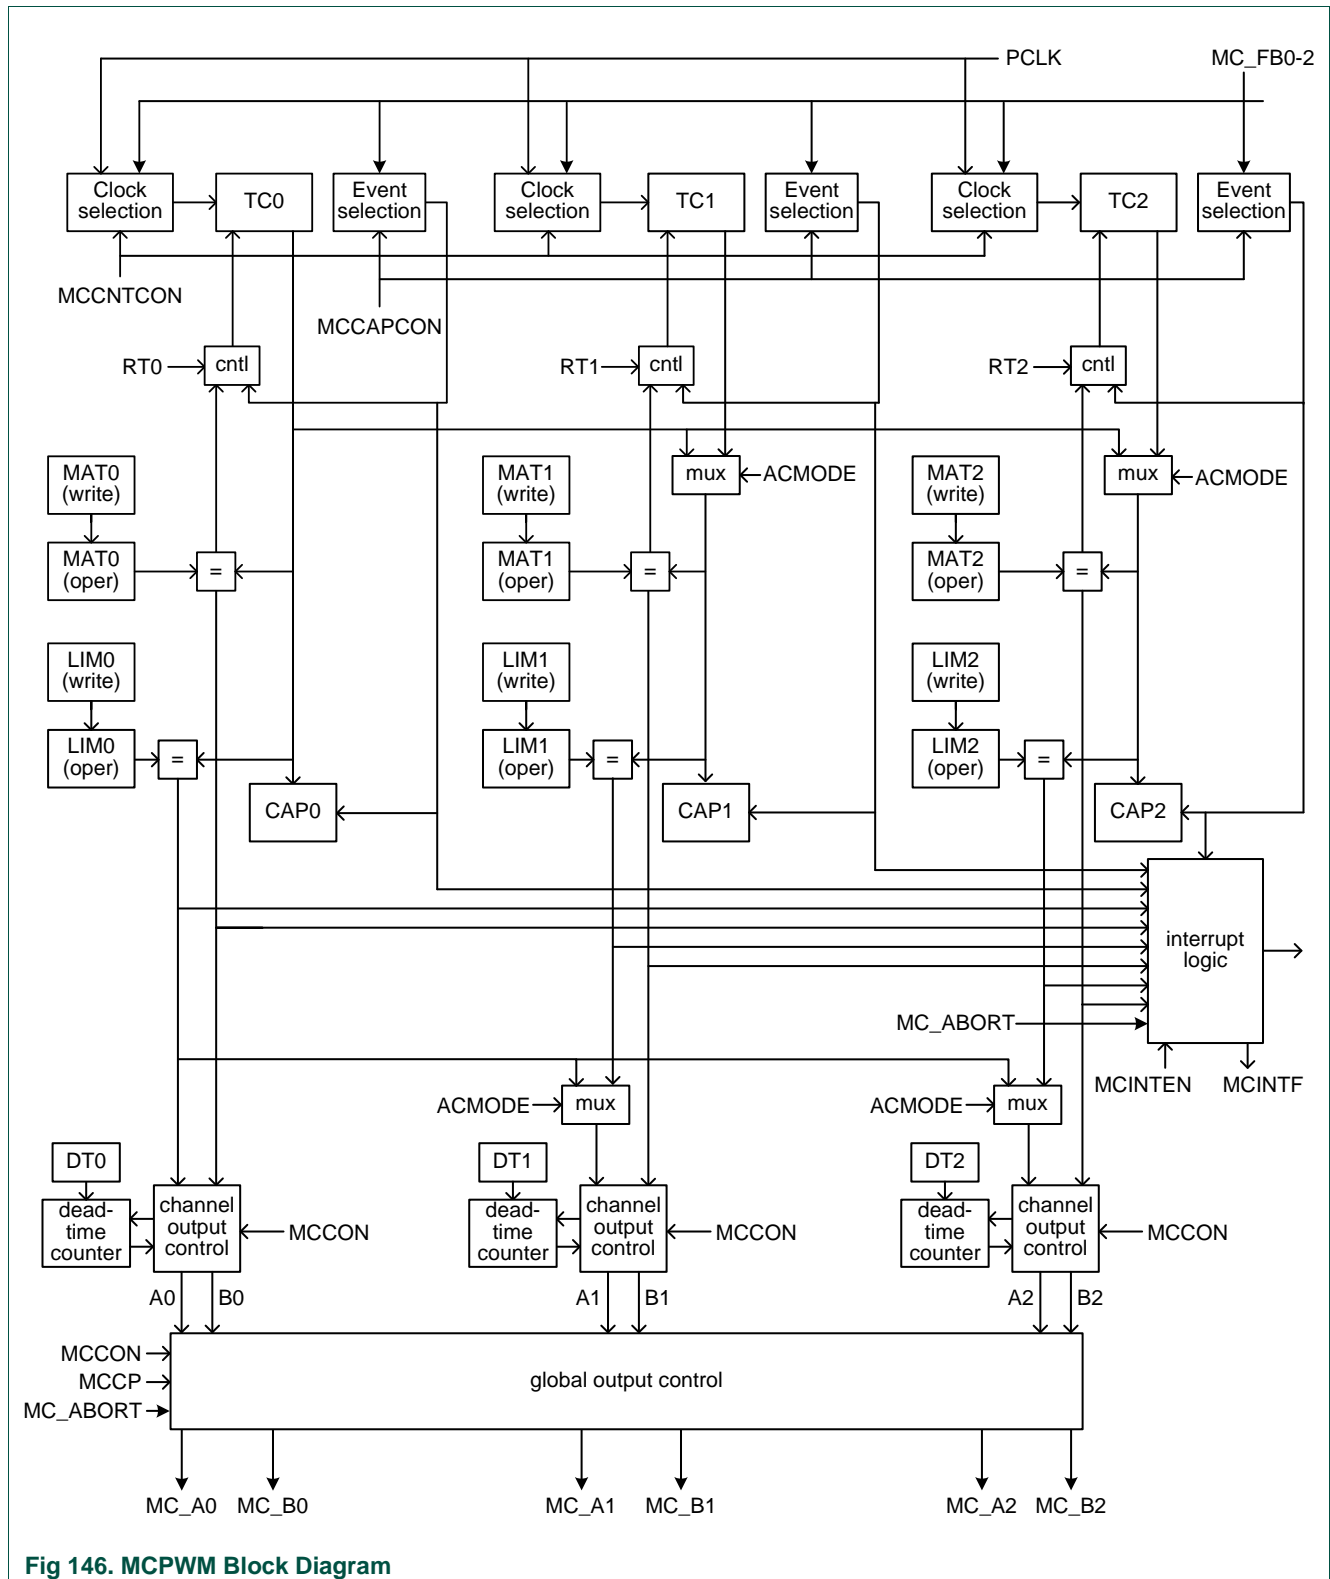 PCLK MC_FB0-2
Clock selection TC0 Event selection Clock selection TC1 Event selection Clock selection TC2 Event selection
MCCNTCON
MCCAPCON
RT0 cntl RT1 cntl RT2 cntl
MAT0 (write) MAT1 (write) mux ACMODE MAT2 (write) mux ACMODE
MAT0 (oper) = MAT1 (oper) = MAT2 (oper) =
LIM0 (write) LIM1 (write) LIM2 (write)
LIM0 (oper) = LIM1 (oper) = LIM2 (oper) =
CAP0 CAP1 CAP2
interrupt logic
MC_ABORT
MCINTEN MCINTF
ACMODE mux ACMODE mux
DT0 DT1 DT2
dead-time counter channel output control MCCON dead-time counter channel output control MCCON dead-time counter channel output control MCCON
A0 B0 A1 B1 A2 B2
MCCON
MCCP global output control
MC_ABORT
MC_A0 MC_B0 MC_A1 MC_B1 MC_A2 MC_B2
Fig 146. MCPWM Block Diagram